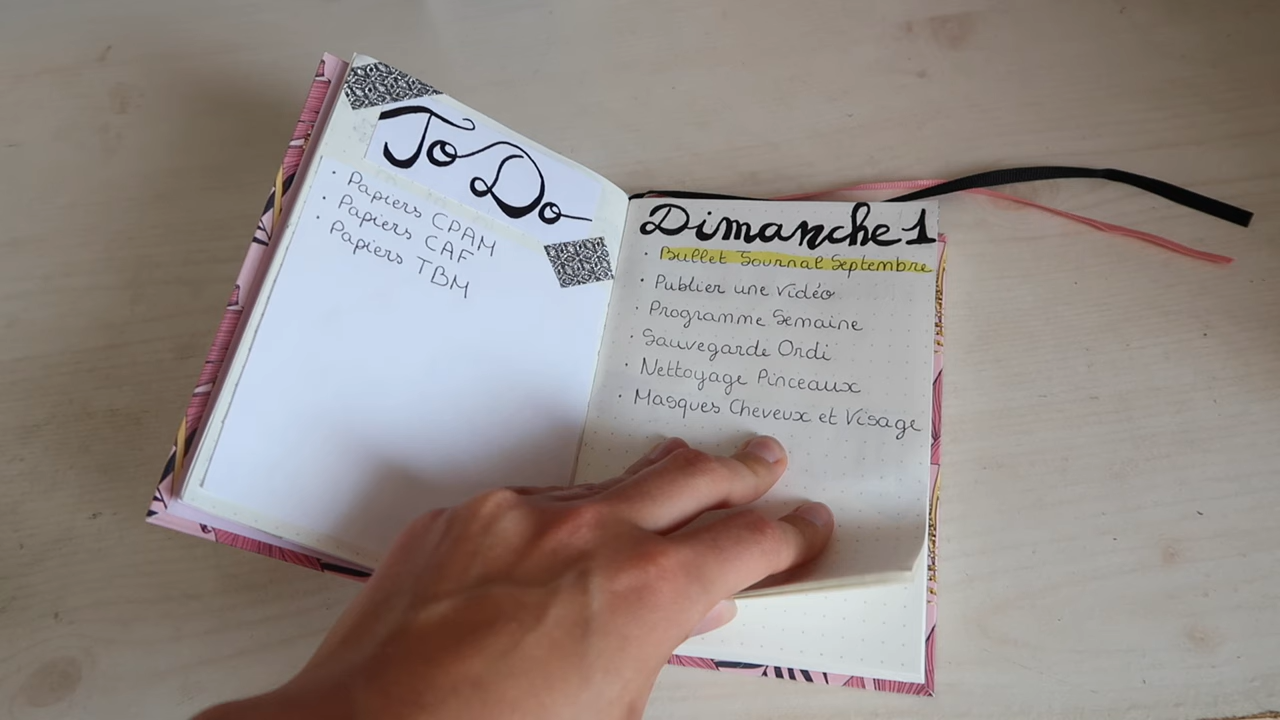 To Do
· Papiers CPAM
· Papiers CAF
· Papiers TBM
Dimanche 1
· Bullet Journal Septembre
· Publier une vidéo
· Programme Semaine
· Sauvegarde Ordi
· Nettoyage Pinceaux
· Masques Cheveux et Visage